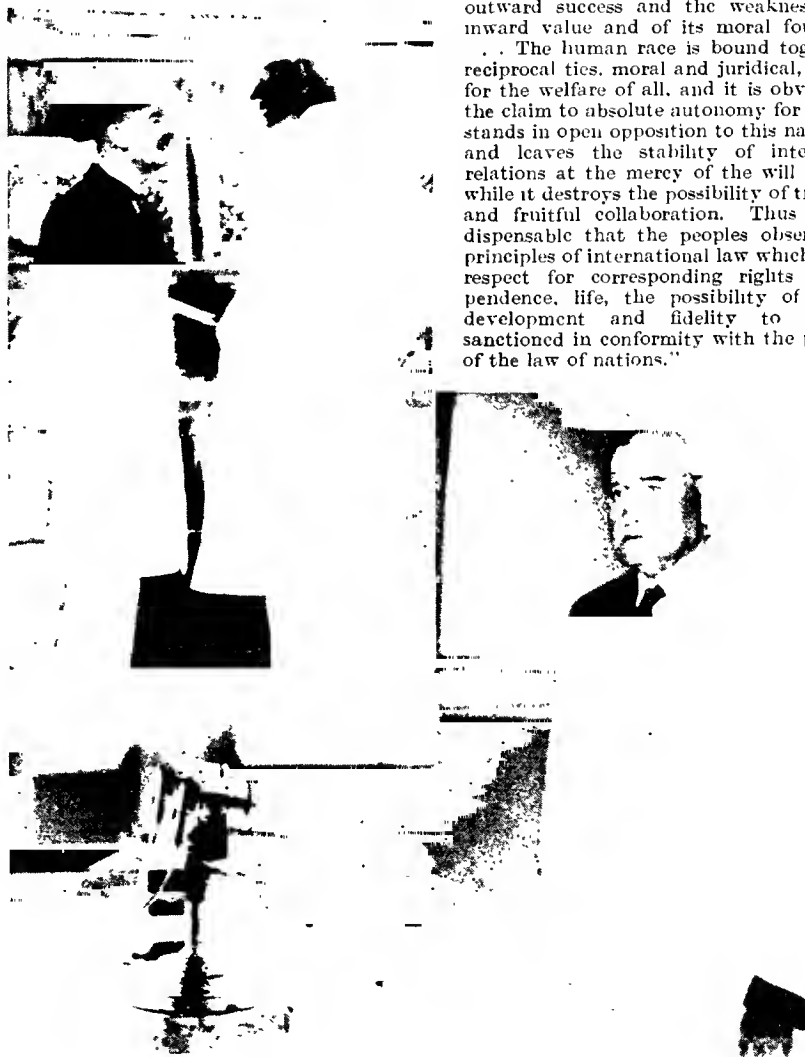 outward success and the weaknes
inward value and of its moral fou
. . The human race is bound tog
reciprocal ties, moral and juridical,
for the welfare of all, and it is obv
the claim to absolute autonomy for
stands in open opposition to this na
and leaves the stability of inte
relations at the mercy of the will
while it destroys the possibility of t
and fruitful collaboration. Thus
dispensable that the peoples obser
principles of international law which
respect for corresponding rights
pendence, life, the possibility of
development and fidelity to
sanctioned in conformity with the p
of the law of nations."